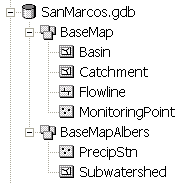 SanMarcos.gdb
BaseMap
Basin
Catchment
Flowline
MonitoringPoint
BaseMapAlbers
PrecipStn
Subwatershed